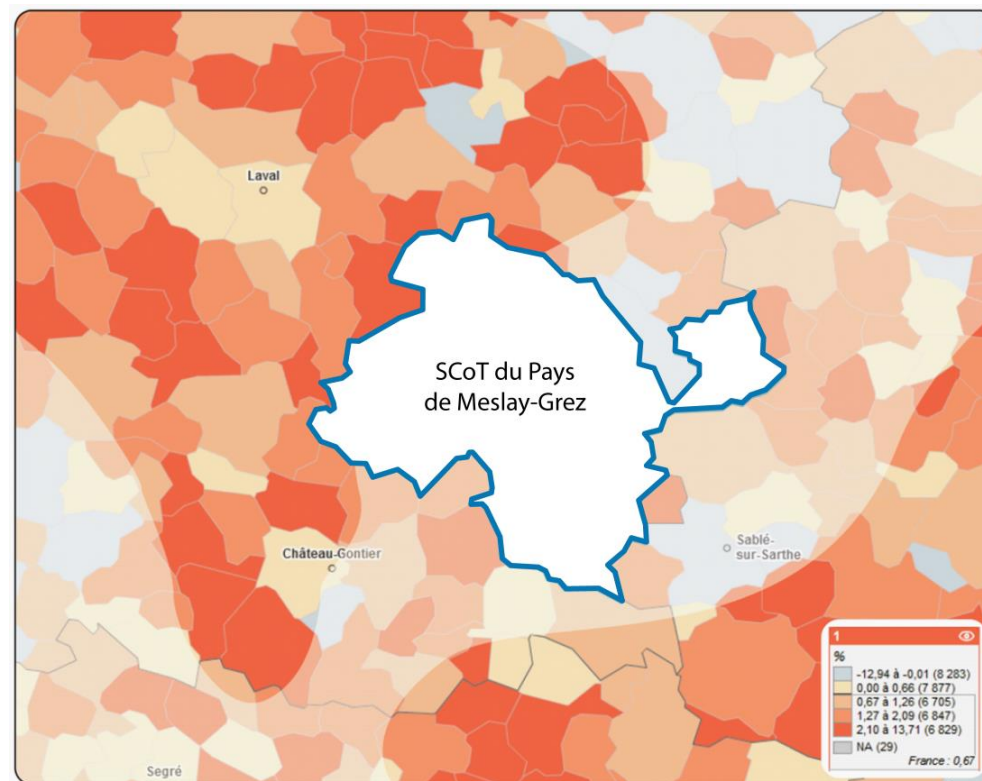 Laval
SCoT du Pays
de Meslay-Grez
Château-Gontier
Sablé-
sur-Sarthe
Segré
1
%
-12,94 à -0,01 (8 283)
0,00 à 0,66 (7 877)
0,67 à 1,26 (6 705)
1,27 à 2,09 (6 847)
2,10 à 13,71 (6 829)
NA (29)
France : 0,67